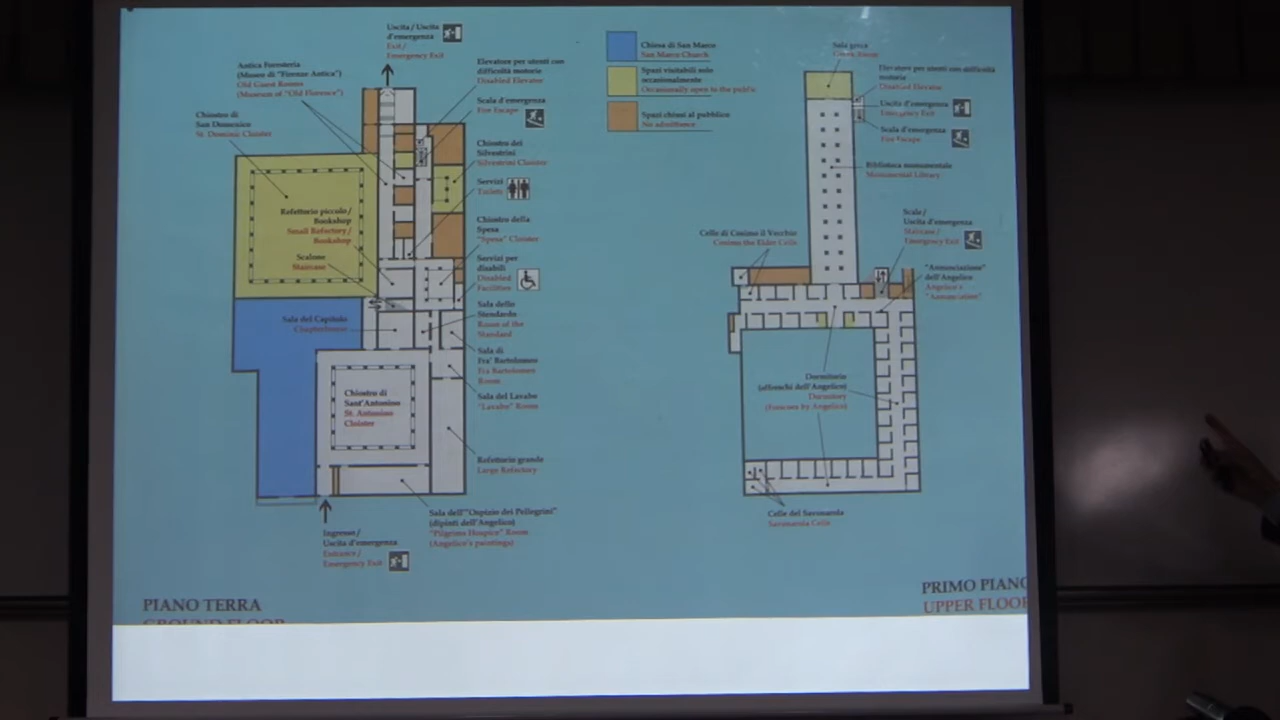 Uscita / Uscita
d'emergenza
Exit /
Emergency Exit
Antica Foresteria
(Museo di "Firenze Antica")
Old Guest Rooms
(Museum of "Old Florence")
Chiostro di
San Domenico
St. Dominic Cloister
Elevatore per utenti con
difficoltà motorie
Disabled Elevator
Scala d'emergenza
Fire Escape
Chiostro dei
Silvestrini
Silvestrini Cloister
Servizi
Toilets
Chiostro della
Spesa
"Spesa" Cloister
Servizi per
disabili
Disabled
Facilities
Refettorio piccolo /
Bookshop
Small Refectory /
Bookshop
Scalone
Staircase
Sala del Capitolo
Chapterhouse
Sala dello
Stendardo
Room of the
Standard
Sala di
Fra' Bartolomeo
Fra Bartolomeo
Room
Sala del Lavabo
"Lavabo" Room
Chiostro di
Sant'Antonino
St. Antonino
Cloister
Refettorio grande
Large Refectory
Sala dell'"Ospizio dei Pellegrini"
(dipinti dell'Angelico)
"Pilgrims Hospice" Room
(Angelico's paintings)
Ingresso /
Uscita d'emergenza
Entrance /
Emergency Exit
PIANO TERRA
GROUND FLOOR
Chiesa di San Marco
San Marco Church
Spazi visitabili solo
occasionalmente
Occasionally open to the public
Spazi chiusi al pubblico
No admittance
Sala greca
Greek Room
Elevatore per utenti con difficoltà
motorie
Disabled Elevator
Uscita d'emergenza
Emergency Exit
Scala d'emergenza
Fire Escape
Biblioteca monumentale
Monumental Library
Scale /
Uscita d'emergenza
Staircase /
Emergency Exit
Celle di Cosimo il Vecchio
Cosimo the Elder Cells
"Annunciazione"
dell'Angelico
Angelico's
"Annunciation"
Dormitorio
(affreschi dell'Angelico)
Dormitory
(frescoes by Angelico)
Celle del Savonarola
Savonarola Cells
PRIMO PIANO
UPPER FLOOR